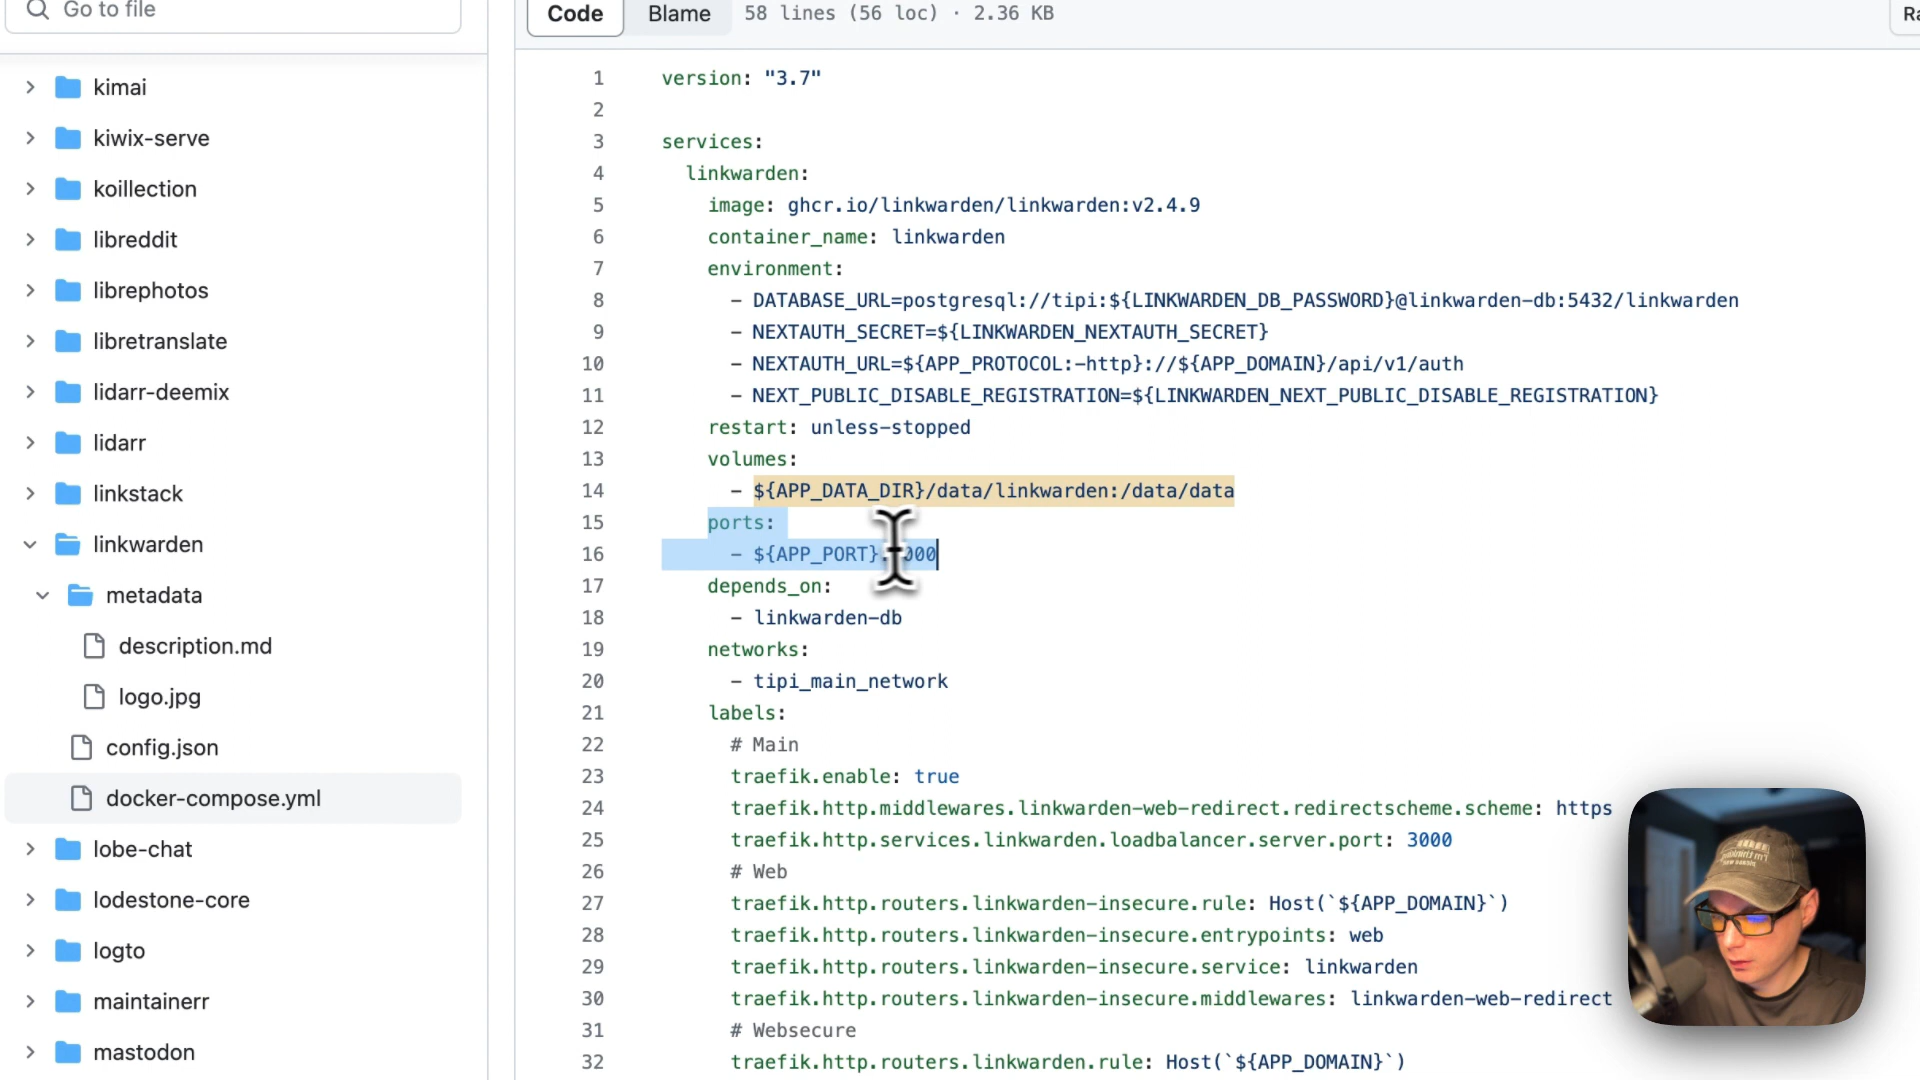 Go to file
kimai
kiwix-serve
koillection
libreddit
librephotos
libretranslate
lidarr-deemix
lidarr
linkstack
linkwarden
metadata
description.md
logo.jpg
config.json
docker-compose.yml
lobe-chat
lodestone-core
logto
maintainerr
mastodon
Code Blame 58 lines (56 loc) · 2.36 KB
1 version: "3.7"
2
3 services:
4 linkwarden:
5 image: ghcr.io/linkwarden/linkwarden:v2.4.9
6 container_name: linkwarden
7 environment:
8 - DATABASE_URL=postgresql://tipi:${LINKWARDEN_DB_PASSWORD}@linkwarden-db:5432/linkwarden
9 - NEXTAUTH_SECRET=${LINKWARDEN_NEXTAUTH_SECRET}
10 - NEXTAUTH_URL=${APP_PROTOCOL:-http}://${APP_DOMAIN}/api/v1/auth
11 - NEXT_PUBLIC_DISABLE_REGISTRATION=${LINKWARDEN_NEXT_PUBLIC_DISABLE_REGISTRATION}
12 restart: unless-stopped
13 volumes:
14 - ${APP_DATA_DIR}/data/linkwarden:/data/data
15 ports:
16 - ${APP_PORT} 000
17 depends_on:
18 - linkwarden-db
19 networks:
20 - tipi_main_network
21 labels:
22 # Main
23 traefik.enable: true
24 traefik.http.middlewares.linkwarden-web-redirect.redirectscheme.scheme: https
25 traefik.http.services.linkwarden.loadbalancer.server.port: 3000
26 # Web
27 traefik.http.routers.linkwarden-insecure.rule: Host(`${APP_DOMAIN}`)
28 traefik.http.routers.linkwarden-insecure.entrypoints: web
29 traefik.http.routers.linkwarden-insecure.service: linkwarden
30 traefik.http.routers.linkwarden-insecure.middlewares: linkwarden-web-redirect
31 # Websecure
32 traefik.http.routers.linkwarden.rule: Host(`${APP_DOMAIN}`)